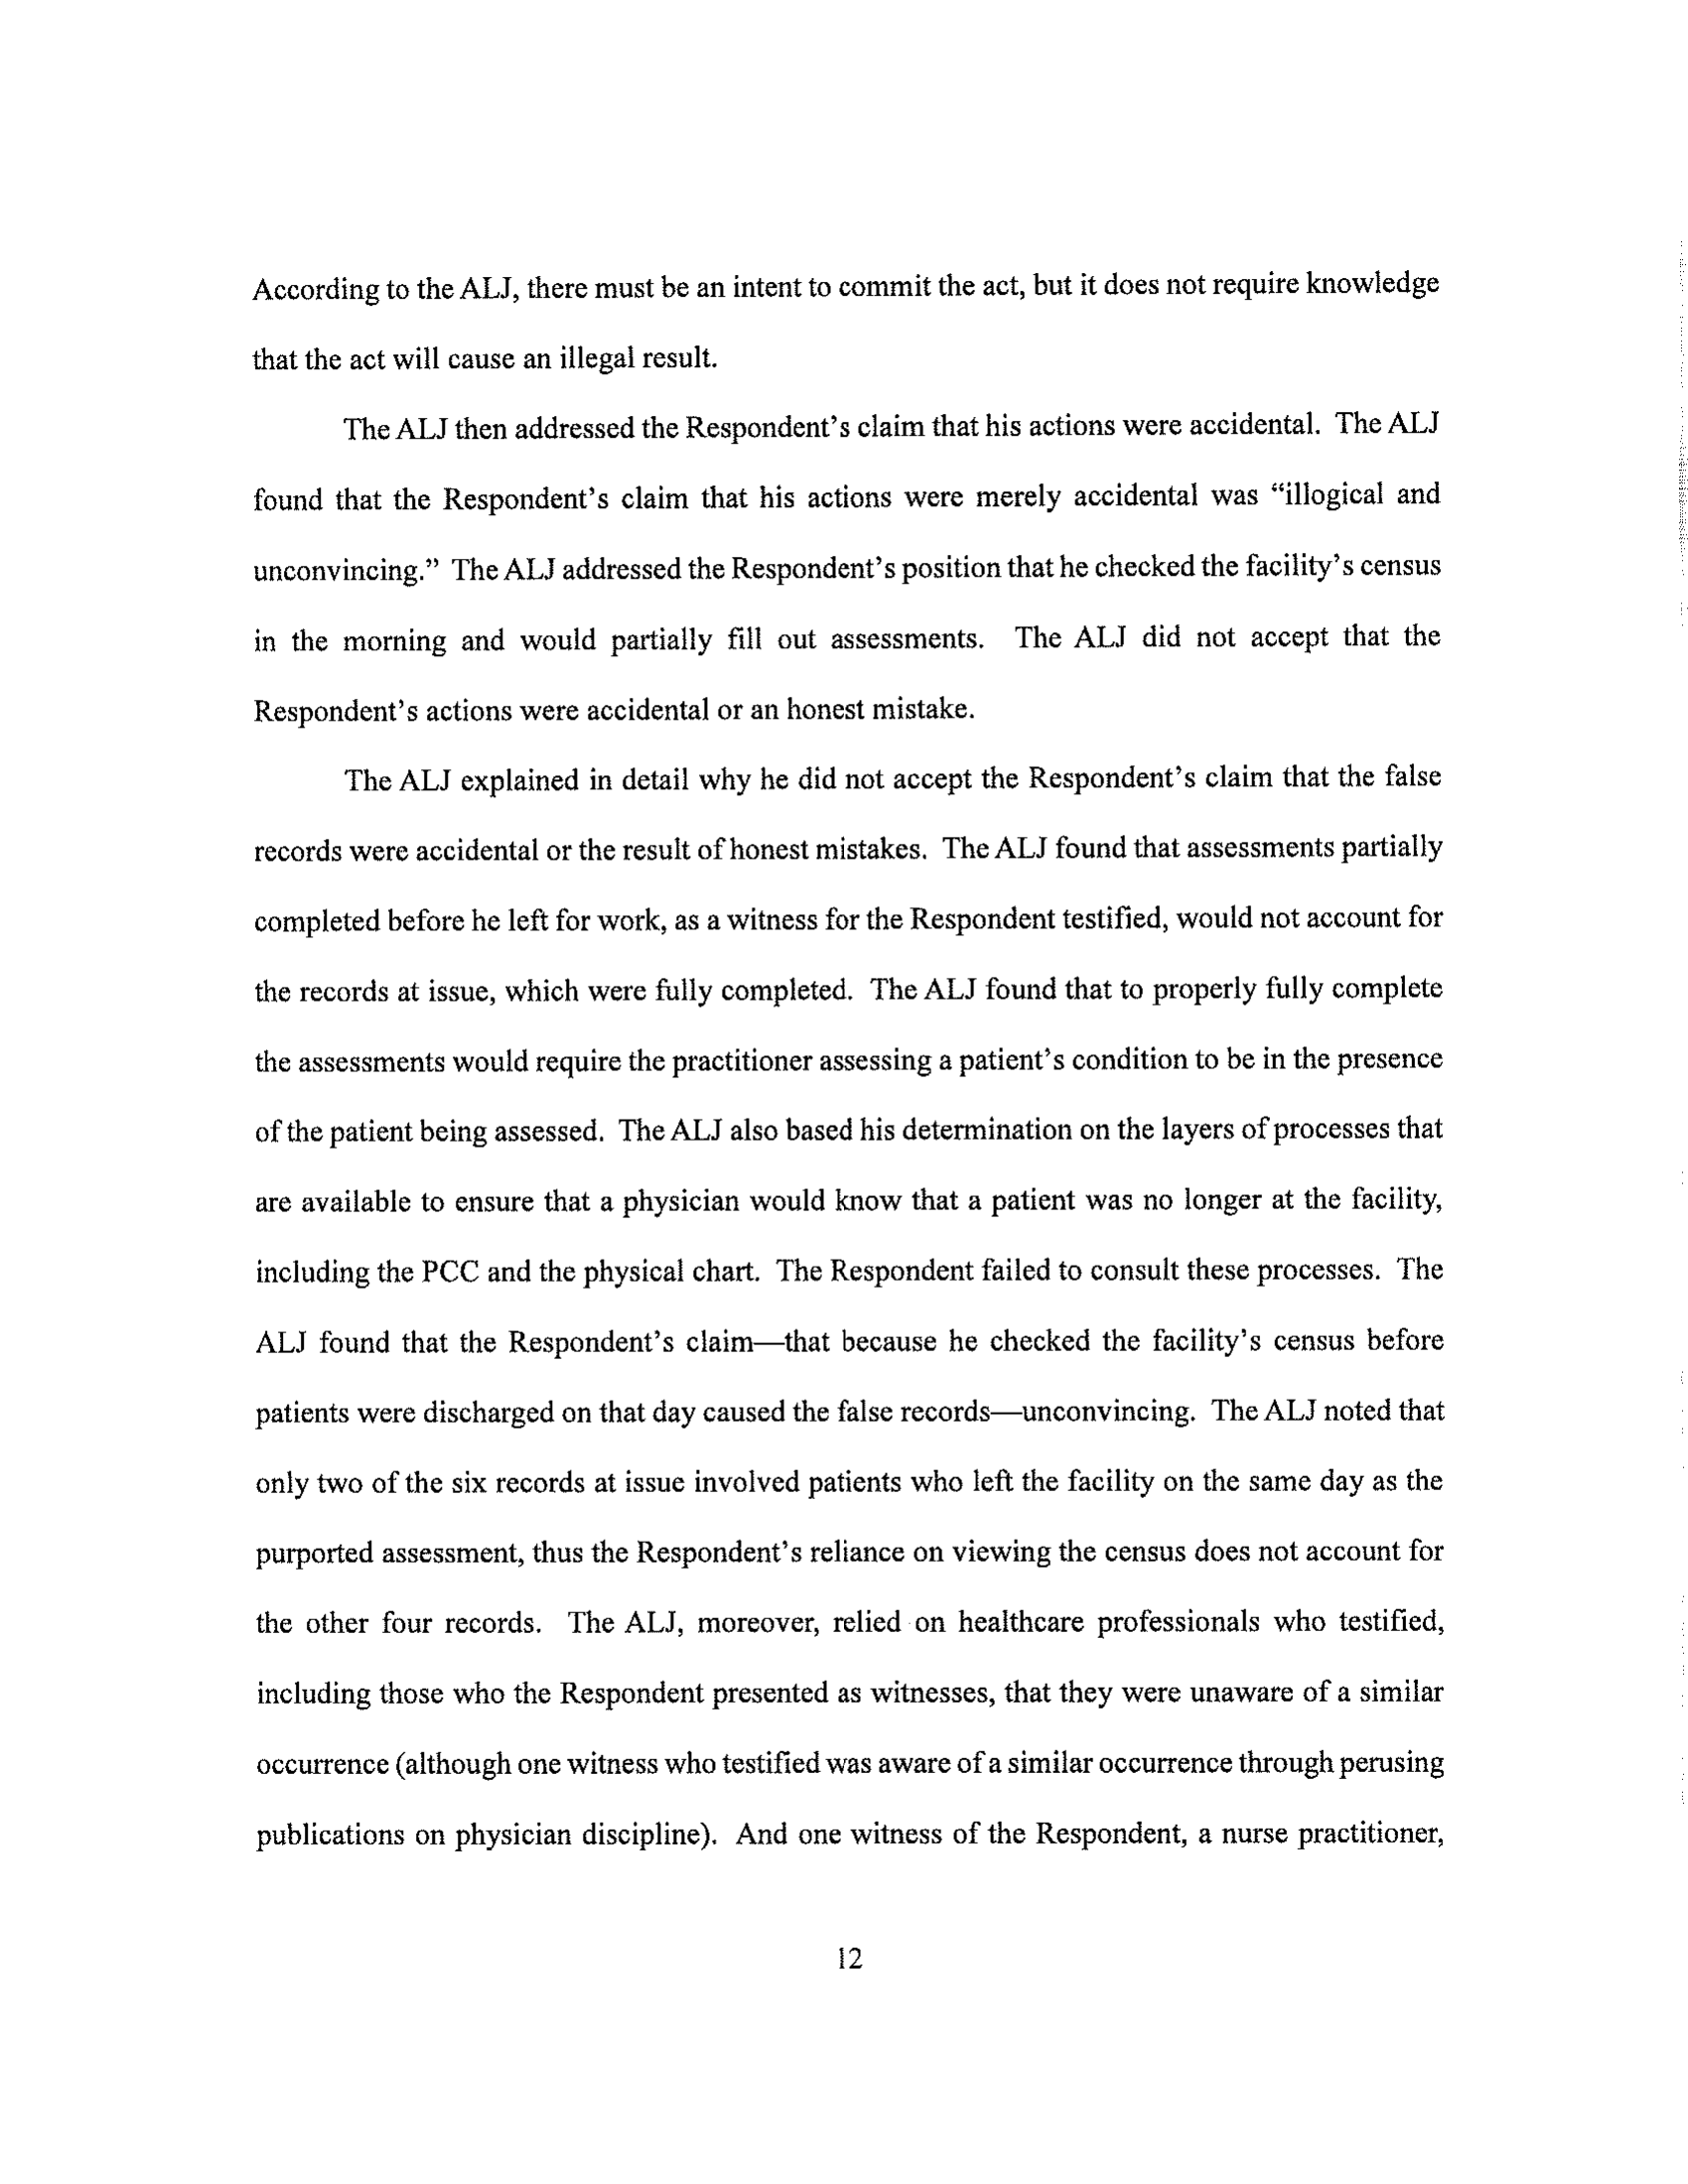 According to the ALJ, there must be an intent to commit the act, but it does not require knowledge
that the act will cause an illegal result.
The ALJ then addressed the Respondent's claim that his actions were accidental. The ALJ
found that the Respondent's claim that his actions were merely accidental was “illogical and
unconvincing.” The ALJ addressed the Respondent's position that he checked the facility's census
in the morning and would partially fill out assessments. The ALJ did not accept that the
Respondent's actions were accidental or an honest mistake.
The ALJ explained in detail why he did not accept the Respondent's claim that the false
records were accidental or the result of honest mistakes. The ALJ found that assessments partially
completed before he left for work, as a witness for the Respondent testified, would not account for
the records at issue, which were fully completed. The ALJ found that to properly fully complete
the assessments would require the practitioner assessing a patient's condition to be in the presence
of the patient being assessed. The ALJ also based his determination on the layers of processes that
are available to ensure that a physician would know that a patient was no longer at the facility,
including the PCC and the physical chart. The Respondent failed to consult these processes. The
ALJ found that the Respondent's claim—that because he checked the facility's census before
patients were discharged on that day caused the false records—unconvincing. The ALJ noted that
only two of the six records at issue involved patients who left the facility on the same day as the
purported assessment, thus the Respondent's reliance on viewing the census does not account for
the other four records. The ALJ, moreover, relied on healthcare professionals who testified,
including those who the Respondent presented as witnesses, that they were unaware of a similar
occurrence (although one witness who testified was aware of a similar occurrence through perusing
publications on physician discipline). And one witness of the Respondent, a nurse practitioner,
12